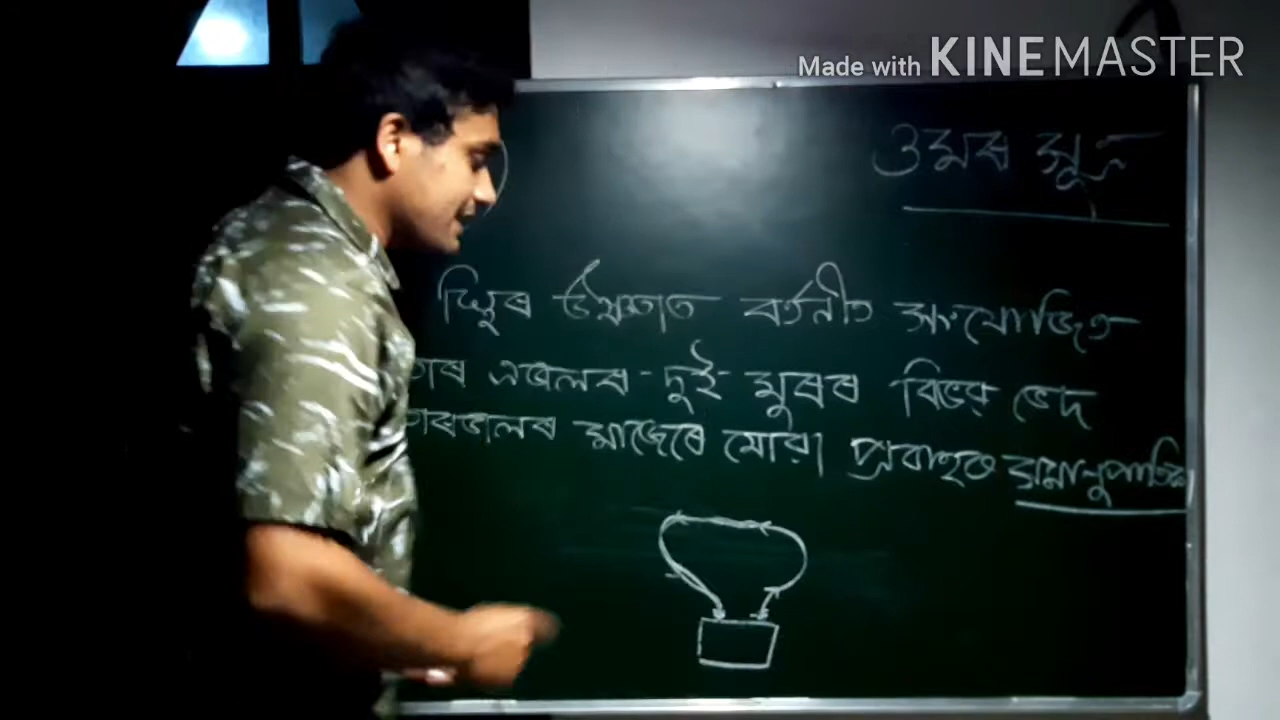 Made with KINEMASTER
ওমৰ সূত্ৰ
স্থিৰ উষ্ণতাত বৰ্তনীত সংযোজিত
তাৰ এডালৰ দুই মুৰৰ বিভৱ ভেদ
তাৰডালৰ মাজেৰে যোৱা প্ৰবাহৰ সমানুপাতিক